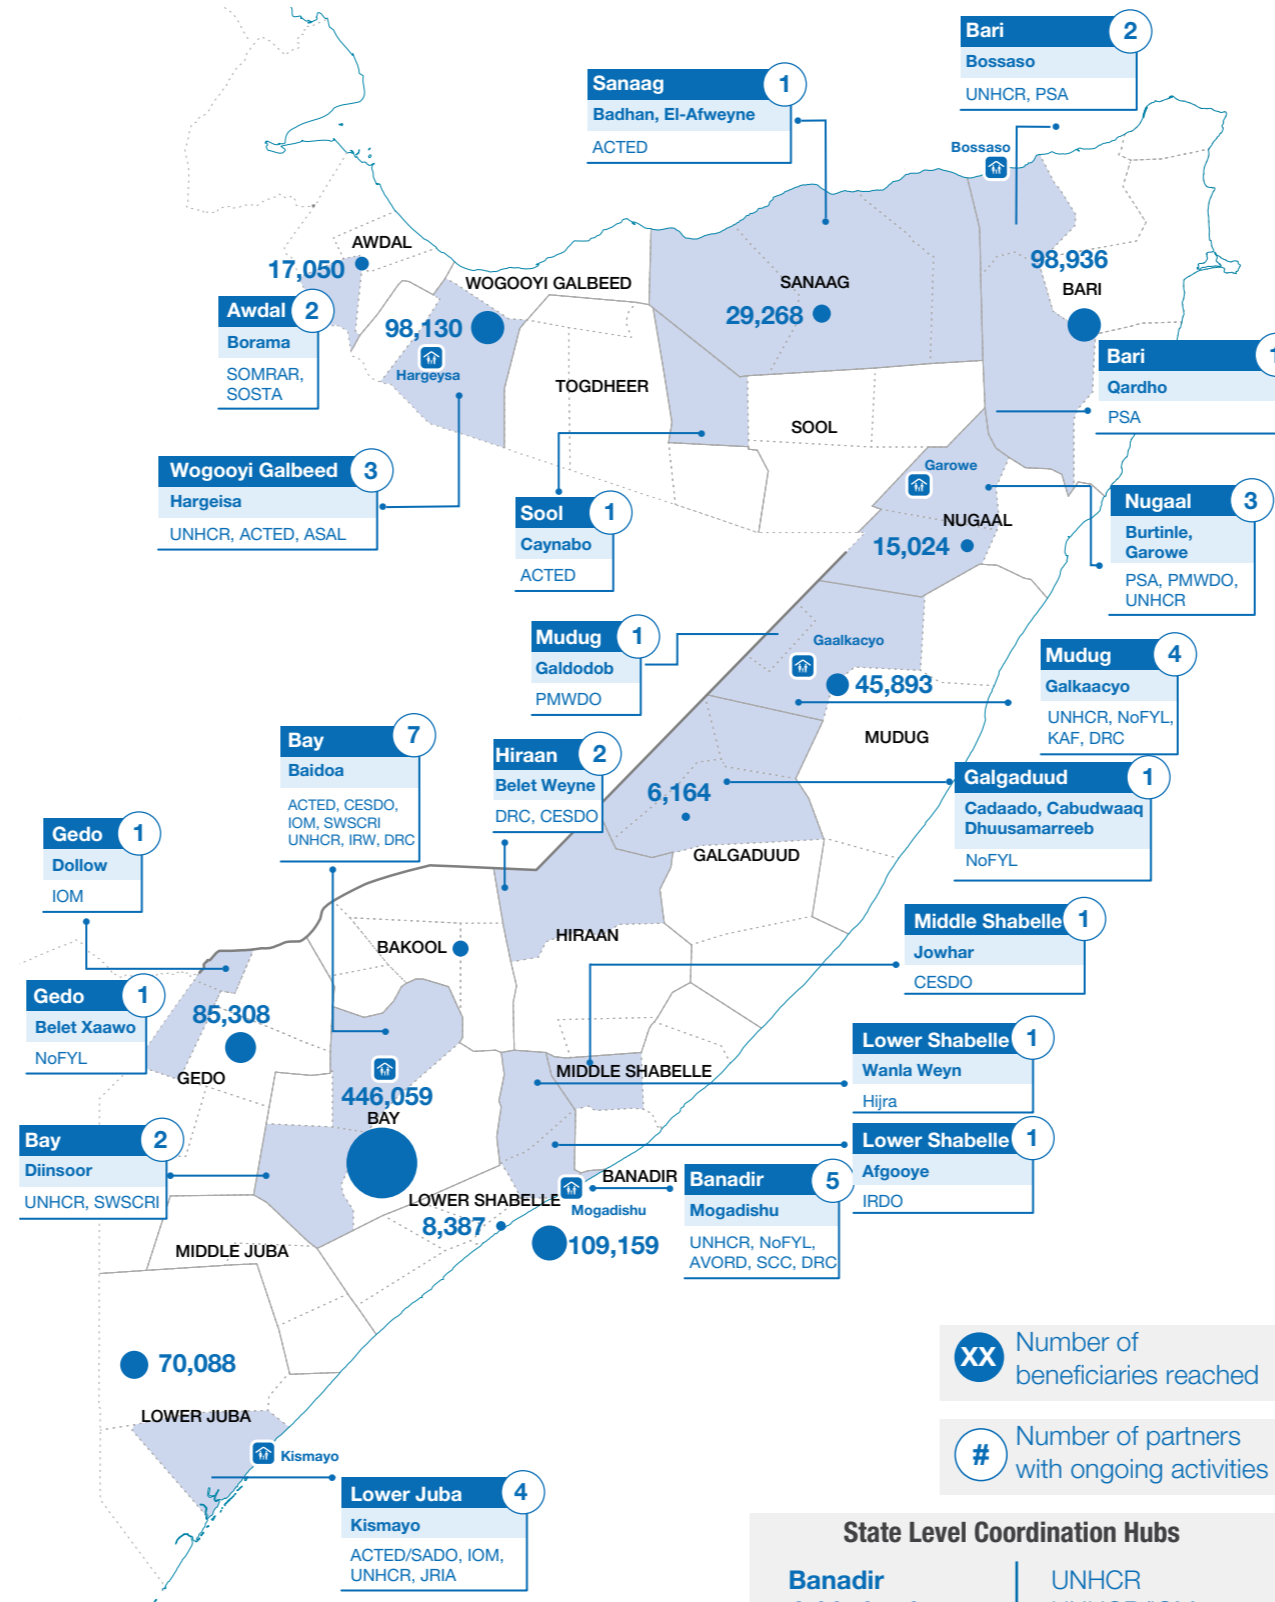 Bari 2
Bossaso
UNHCR, PSA
Sanaag 1
Badhan, El-Afweyne
ACTED
Bossaso
AWDAL
17,050
WOGOOYI GALBEED
98,130
Hargeysa
SANAAG
29,268
98,936
BARI
Awdal 2
Borama
SOMRAR,
SOSTA
TOGDHEER
SOOL
Bari 1
Qardho
PSA
Wogooyi Galbeed 3
Hargeisa
UNHCR, ACTED, ASAL
Sool 1
Caynabo
ACTED
Garowe
NUGAAL
15,024
Nugaal 3
Burtinle,
Garowe
PSA, PMWDO,
UNHCR
Mudug 1
Galdodob
PMWDO
Gaalkacyo
45,893
MUDUG
Mudug 4
Galkaacyo
UNHCR, NoFYL,
KAF, DRC
Bay 7
Baidoa
ACTED, CESDO,
IOM, SWSCRI
UNHCR, IRW, DRC
Hiraan 2
Belet Weyne
DRC, CESDO
6,164
GALGADUUD
Galgaduud 1
Cadaado, Cabudwaaq
Dhuusamarreeb
NoFYL
Gedo 1
Dollow
IOM
BAKOOL
HIRAAN
Middle Shabelle 1
Jowhar
CESDO
Gedo 1
Belet Xaawo
NoFYL
85,308
GEDO
446,059
BAY
MIDDLE SHABELLE
Lower Shabelle 1
Wanla Weyn
Hijra
Bay 2
Diinsoor
UNHCR, SWSCRI
Lower Shabelle 1
Afgooye
IRDO
LOWER SHABELLE
8,387
BANADIR
Mogadishu
109,159
Banadir 5
Mogadishu
UNHCR, NoFYL,
AVORD, SCC, DRC
MIDDLE JUBA
70,088
LOWER JUBA
Kismayo
Lower Juba 4
Kismayo
ACTED/SADO, IOM,
UNHCR, JRIA
XX Number of
beneficiaries reached
# Number of partners
with ongoing activities
State Level Coordination Hubs
Banadir UNHCR